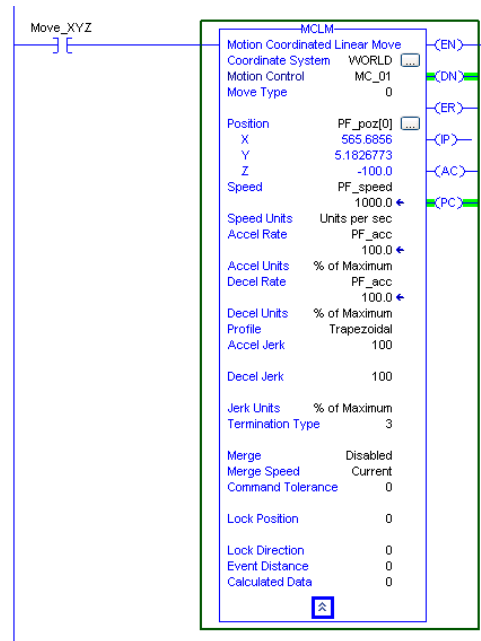 Move_XYZ
MCLM
Motion Coordinated Linear Move
Coordinate System WORLD ...
Motion Control MC_01
Move Type 0
Position PF_poz[0] ...
X 565.6856
Y 5.1826773
Z -100.0
Speed PF_speed
1000.0
Speed Units Units per sec
Accel Rate PF_acc
100.0
Accel Units % of Maximum
Decel Rate PF_acc
100.0
Decel Units % of Maximum
Profile Trapezoidal
Accel Jerk 100
Decel Jerk 100
Jerk Units % of Maximum
Termination Type 3
Merge Disabled
Merge Speed Current
Command Tolerance 0
Lock Position 0
Lock Direction 0
Event Distance 0
Calculated Data 0
(EN)
(DN)
(ER)
(IP)
(AC)
(PC)